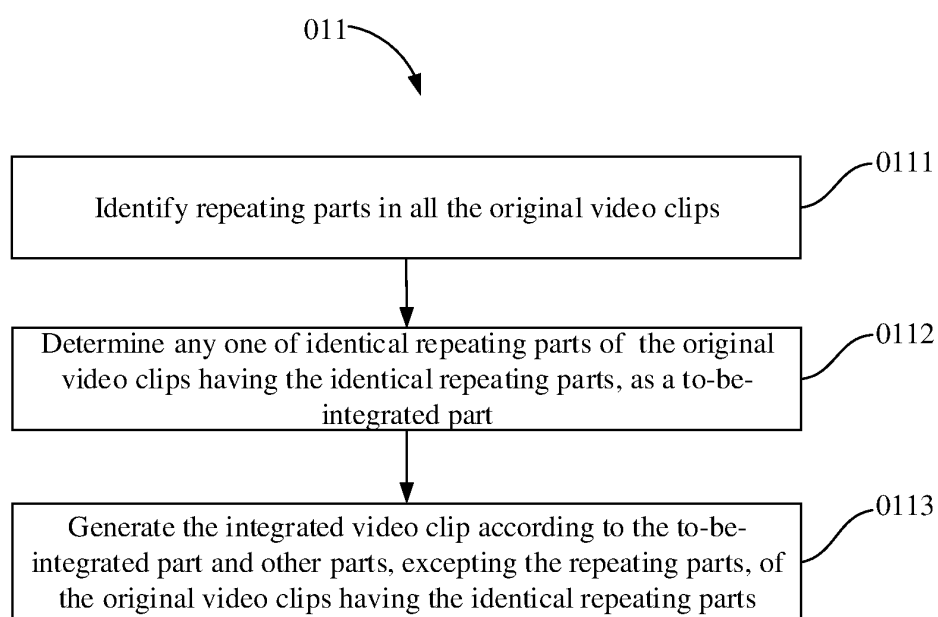 011
0111
Identify repeating parts in all the original video clips
0112
Determine any one of identical repeating parts of the original
video clips having the identical repeating parts, as a to-be-
integrated part
0113
Generate the integrated video clip according to the to-be-
integrated part and other parts, excepting the repeating parts, of
the original video clips having the identical repeating parts